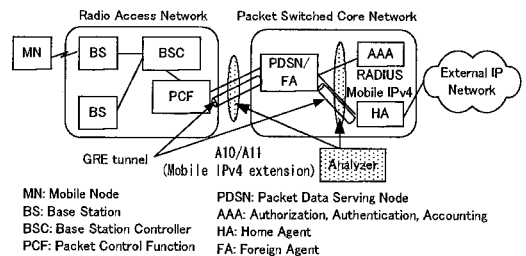 Radio Access Network
Packet Switched Core Network
MN
BS
BSC
BS
PCF
PDSN/
FA
AAA
RADIUS
Mobile IPv4
HA
External IP
Network
GRE tunnel
A10/A11
(Mobile IPv4 extension)
Analyzer
MN: Mobile Node
BS: Base Station
BSC: Base Station Controller
PCF: Packet Control Function
PDSN: Packet Data Serving Node
AAA: Authorization, Authentication, Accounting
HA: Home Agent
FA: Foreign Agent